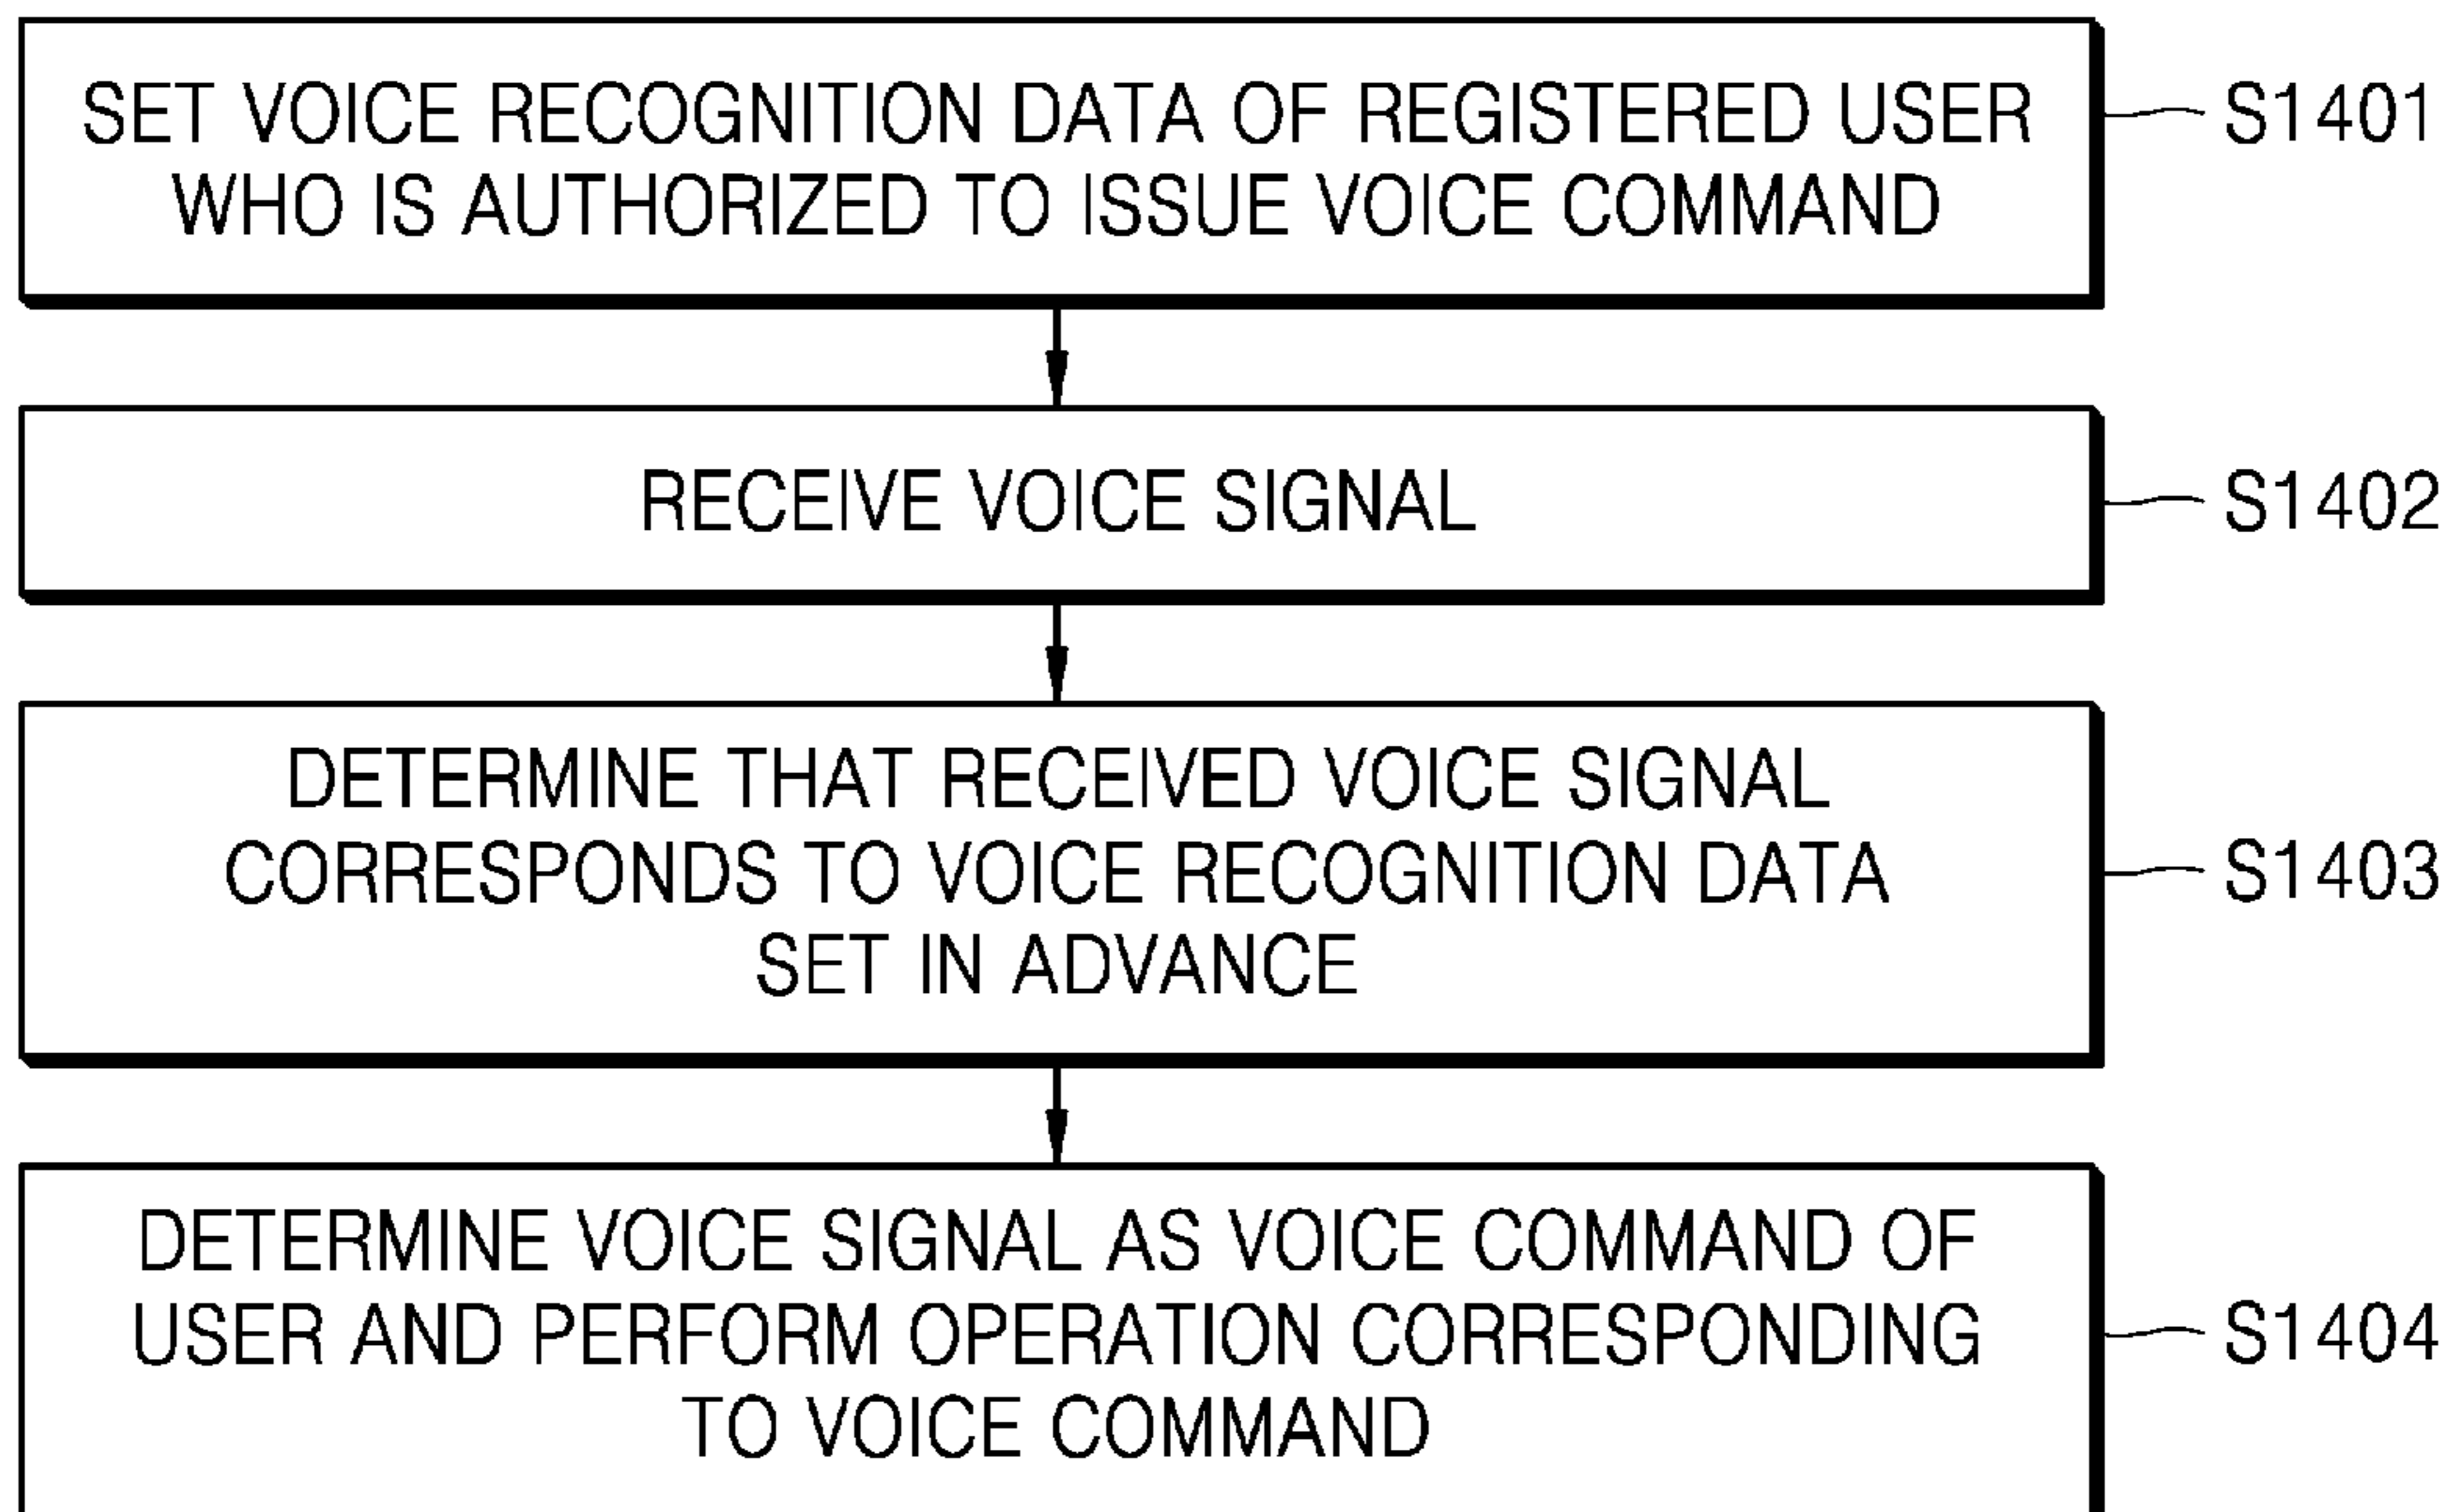 SET VOICE RECOGNITION DATA OF REGISTERED USER
WHO IS AUTHORIZED TO ISSUE VOICE COMMAND
S1401
RECEIVE VOICE SIGNAL
S1402
DETERMINE THAT RECEIVED VOICE SIGNAL
CORRESPONDS TO VOICE RECOGNITION DATA
SET IN ADVANCE
S1403
DETERMINE VOICE SIGNAL AS VOICE COMMAND OF
USER AND PERFORM OPERATION CORRESPONDING
TO VOICE COMMAND
S1404